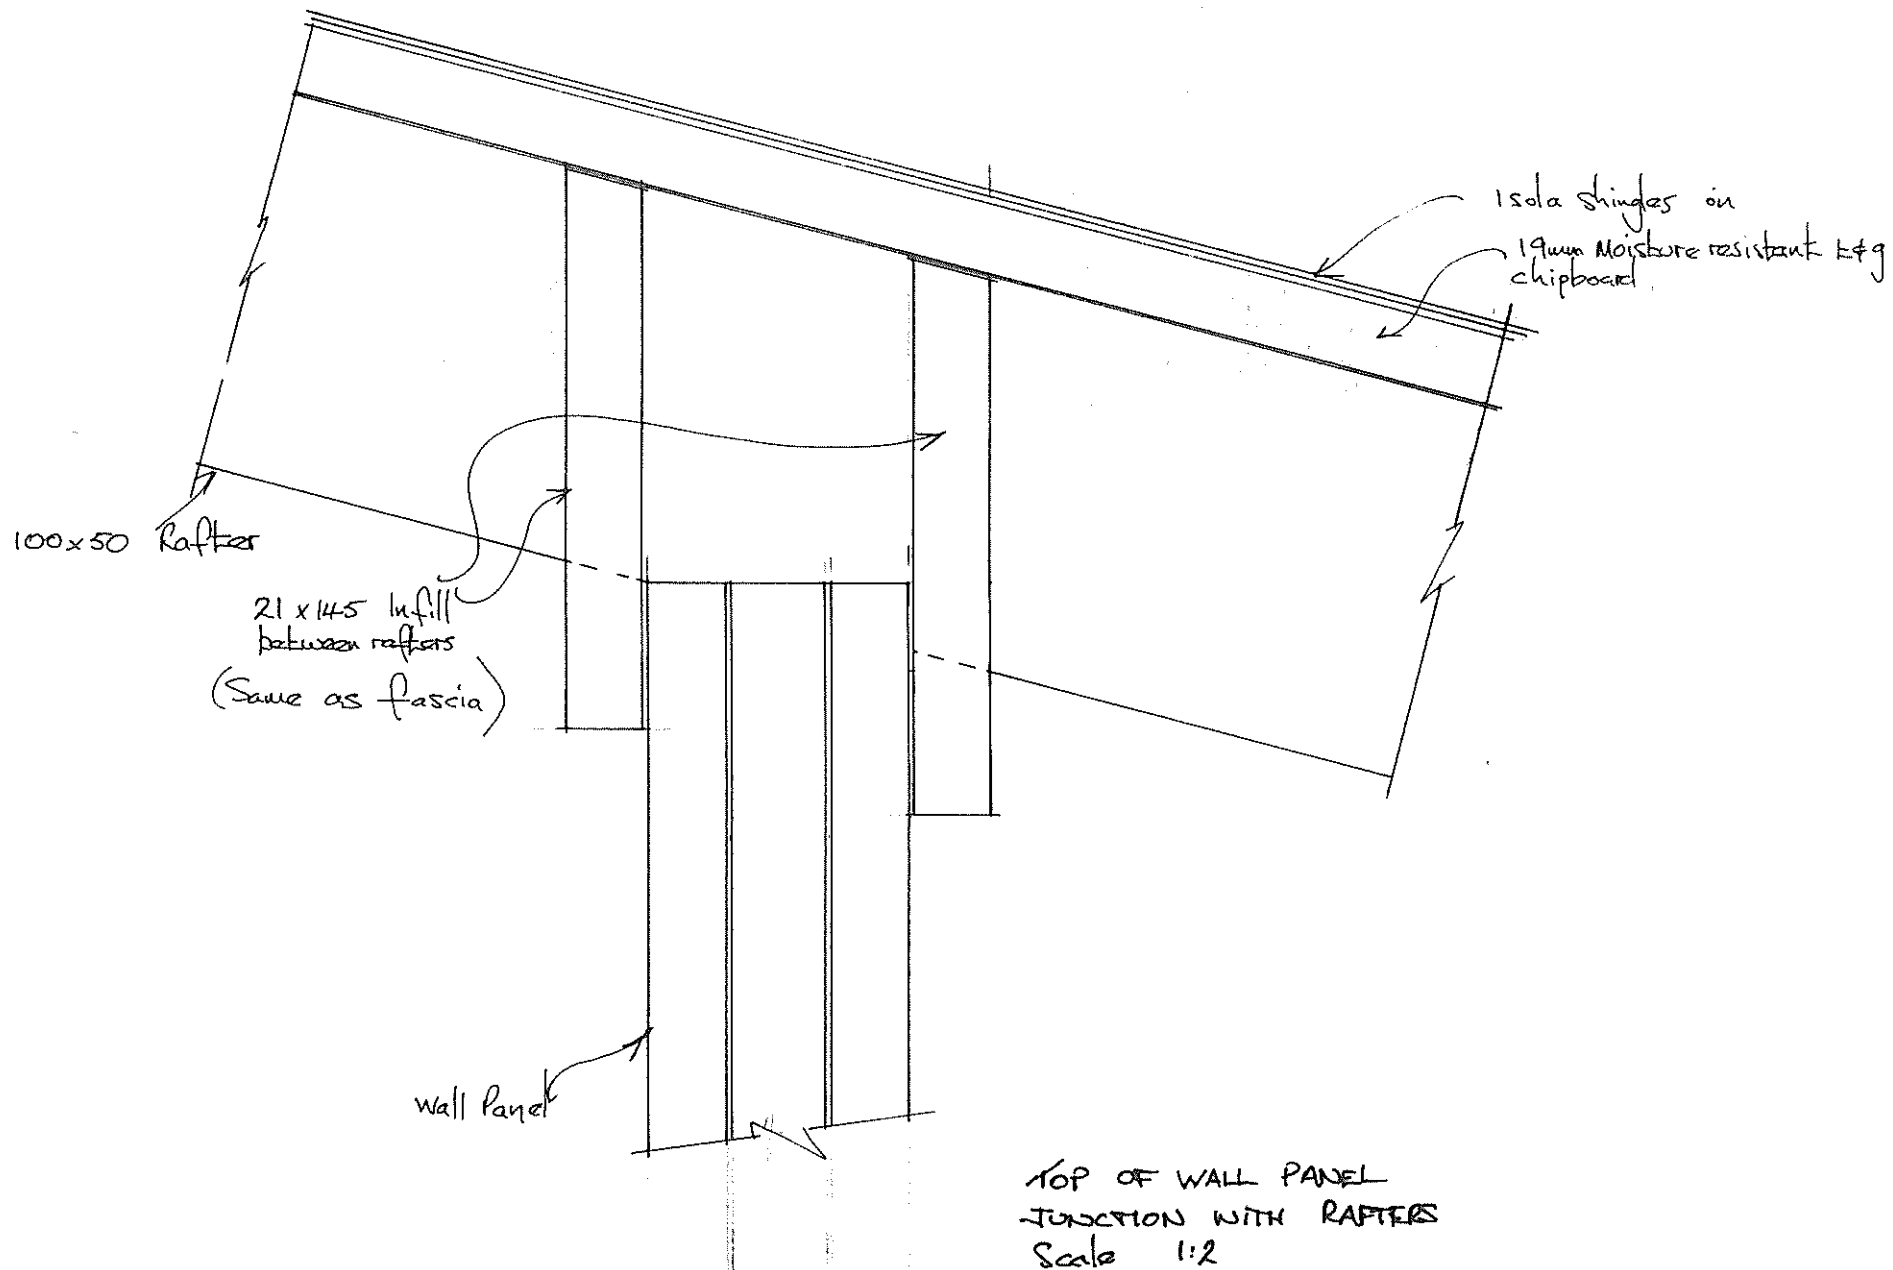 Isola shingles on
19mm Moisture resistant t&g
chipboard
100x50 Rafter
21 x 145 Infill
between rafters
(Same as fascia)
Wall Panel
TOP OF WALL PANEL
JUNCTION WITH RAFTERS
Scale 1:2